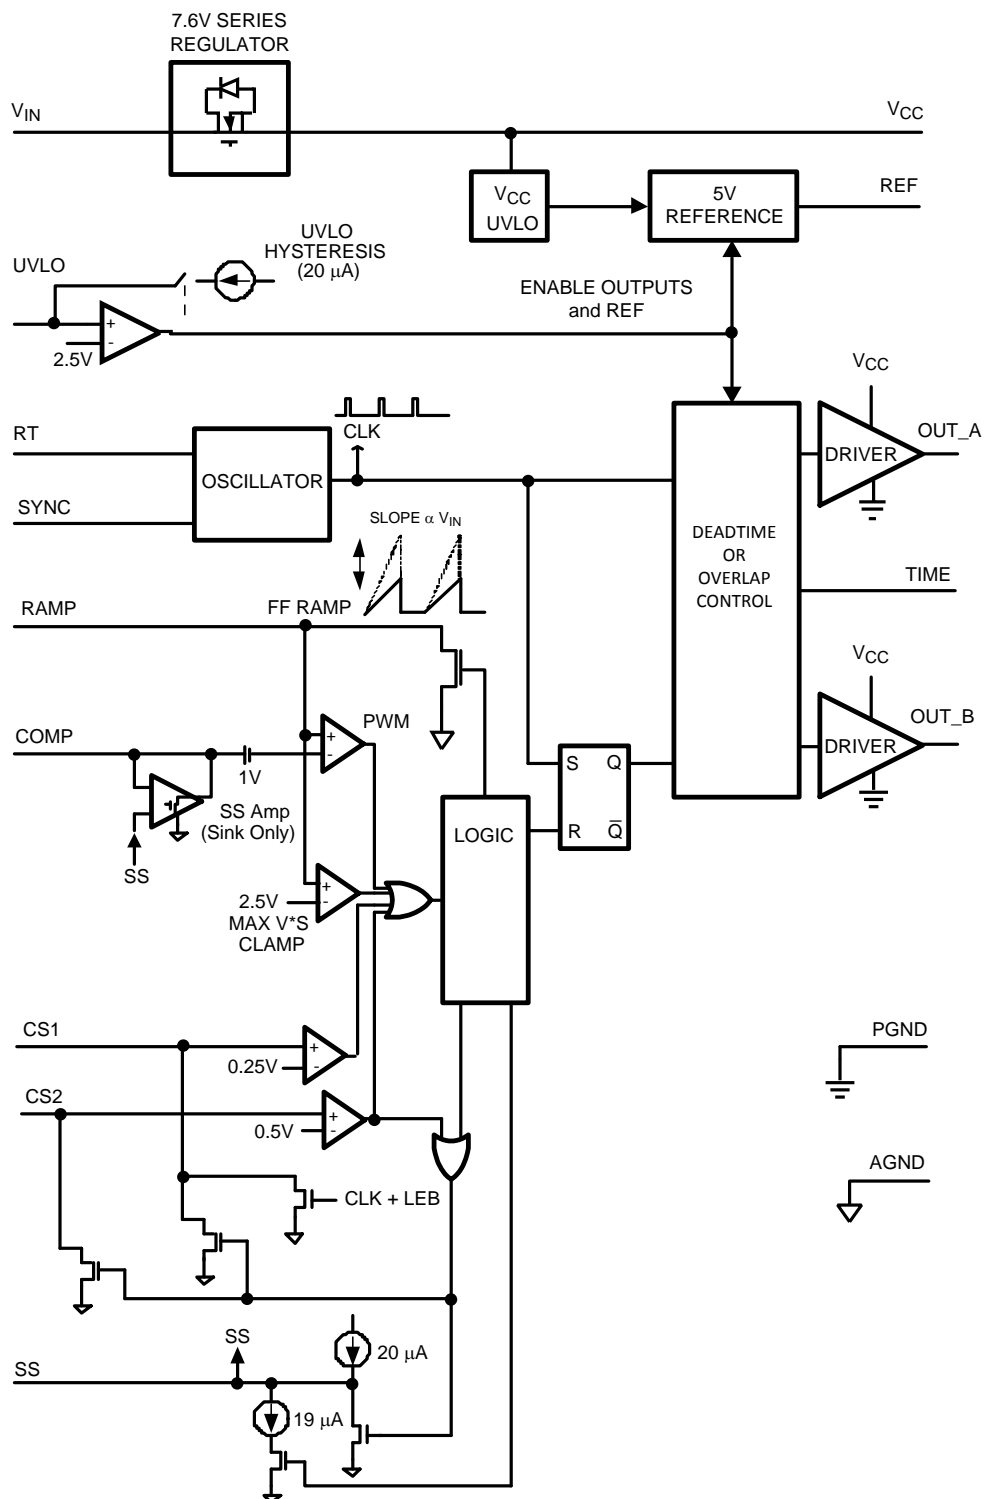 7.6V SERIES
REGULATOR
VIN
VCC
VCC
UVLO
5V
REFERENCE
REF
UVLO
HYSTERESIS
(20 μA)
UVLO
ENABLE OUTPUTS
and REF
+
-
2.5V
VCC
CLK
RT
OUT_A
DRIVER
OSCILLATOR
SYNC
SLOPE α VIN
DEADTIME
OR
OVERLAP
CONTROL
TIME
RAMP
FF RAMP
VCC
PWM
OUT_B
COMP
+
-
DRIVER
1V
S Q
SS Amp
(Sink Only)
R Q̅
LOGIC
SS
+
-
2.5V
MAX V*S
CLAMP
CS1
+
-
0.25V
PGND
CS2
+
-
0.5V
AGND
CLK + LEB
SS
20 μA
SS
19 μA